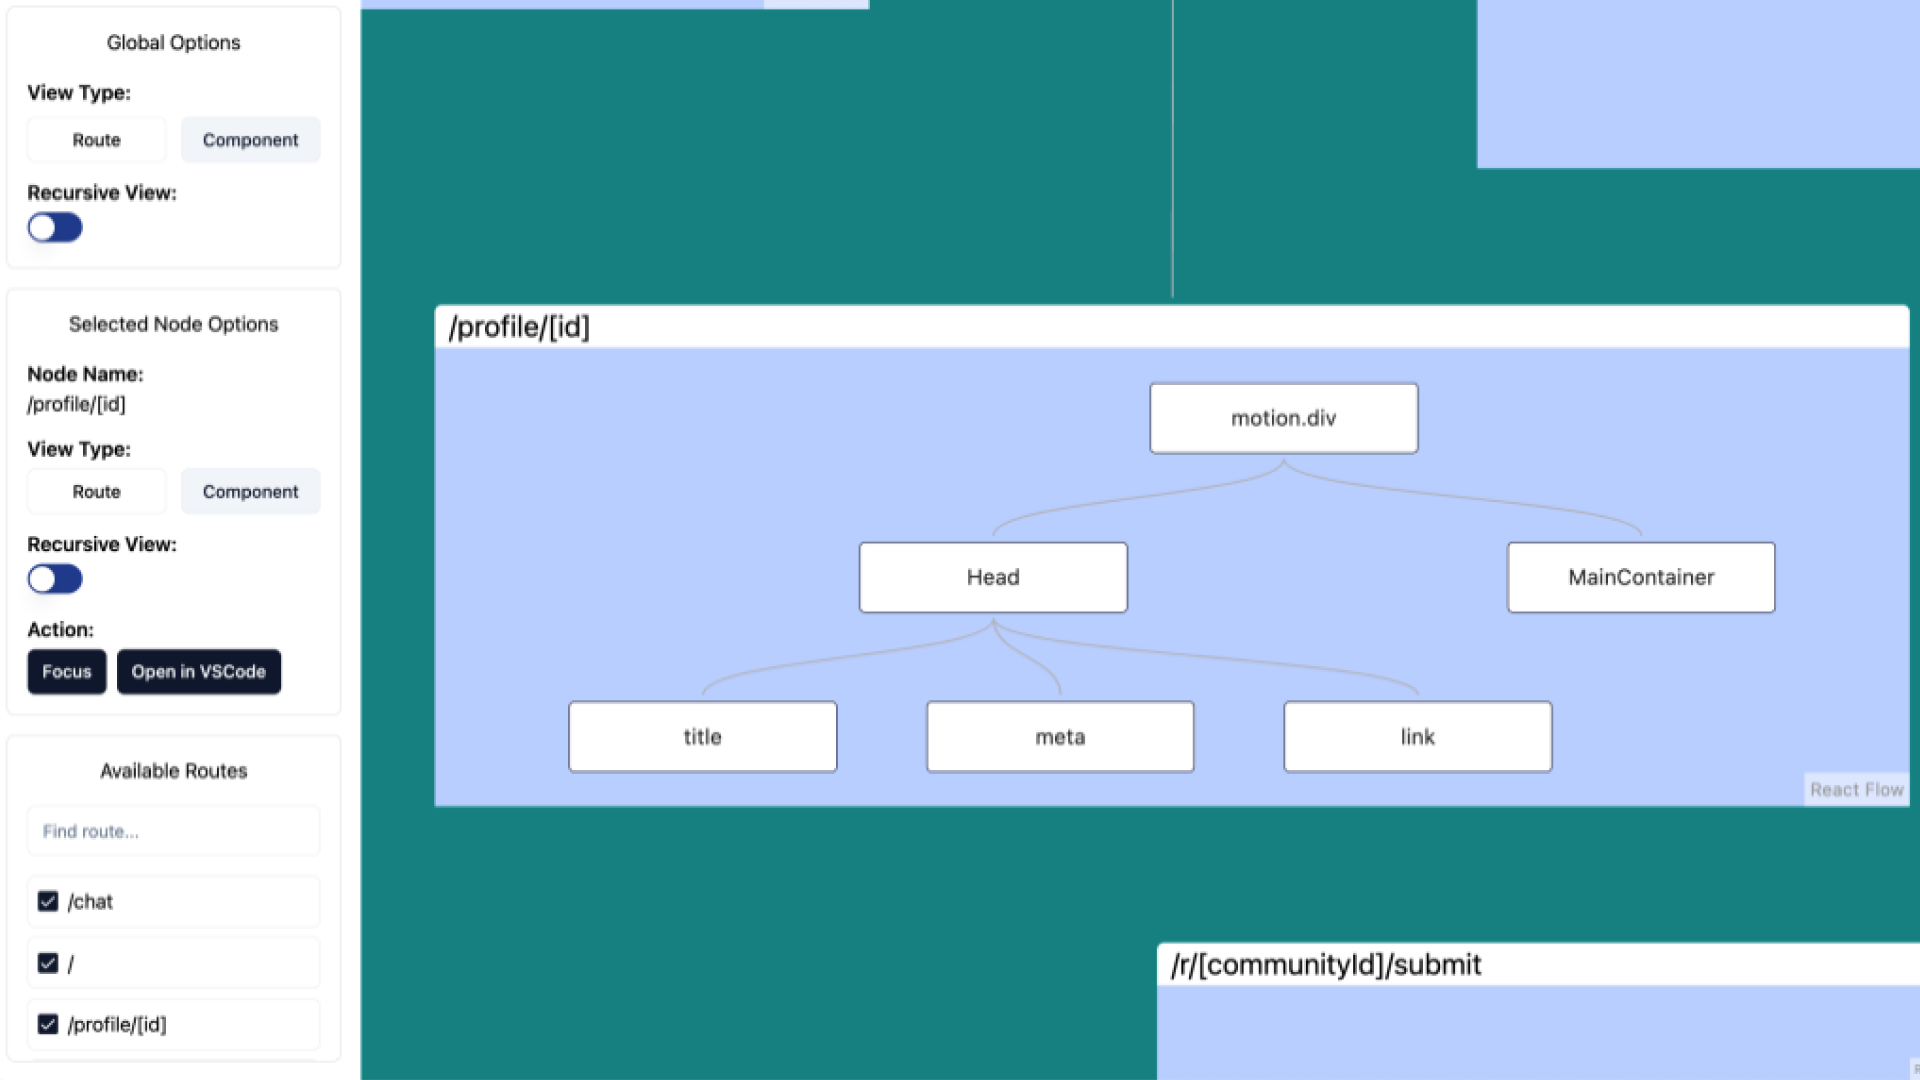 Global Options
View Type:
Route Component
Recursive View:
Selected Node Options
Node Name:
/profile/[id]
View Type:
Route Component
Recursive View:
Action:
Focus Open in VSCode
Available Routes
Find route...
/chat
/
/profile/[id]
/profile/[id]
motion.div
Head MainContainer
title meta link
React Flow
/r/[communityId]/submit